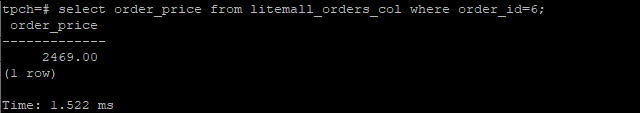 tpch=# select order_price from litemall_orders_col where order_id=6;
order_price
-------------
2469.00
(1 row)
Time: 1.522 ms